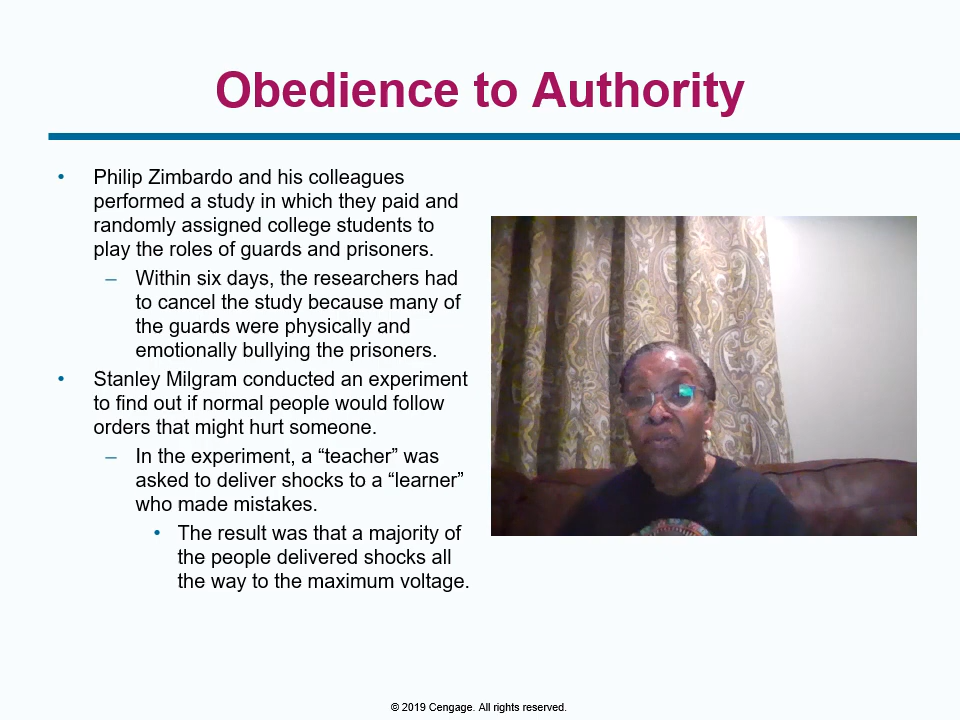 Obedience to Authority
• Philip Zimbardo and his colleagues
performed a study in which they paid and
randomly assigned college students to
play the roles of guards and prisoners.
– Within six days, the researchers had
to cancel the study because many of
the guards were physically and
emotionally bullying the prisoners.
• Stanley Milgram conducted an experiment
to find out if normal people would follow
orders that might hurt someone.
– In the experiment, a “teacher” was
asked to deliver shocks to a “learner”
who made mistakes.
• The result was that a majority of
the people delivered shocks all
the way to the maximum voltage.
© 2019 Cengage. All rights reserved.